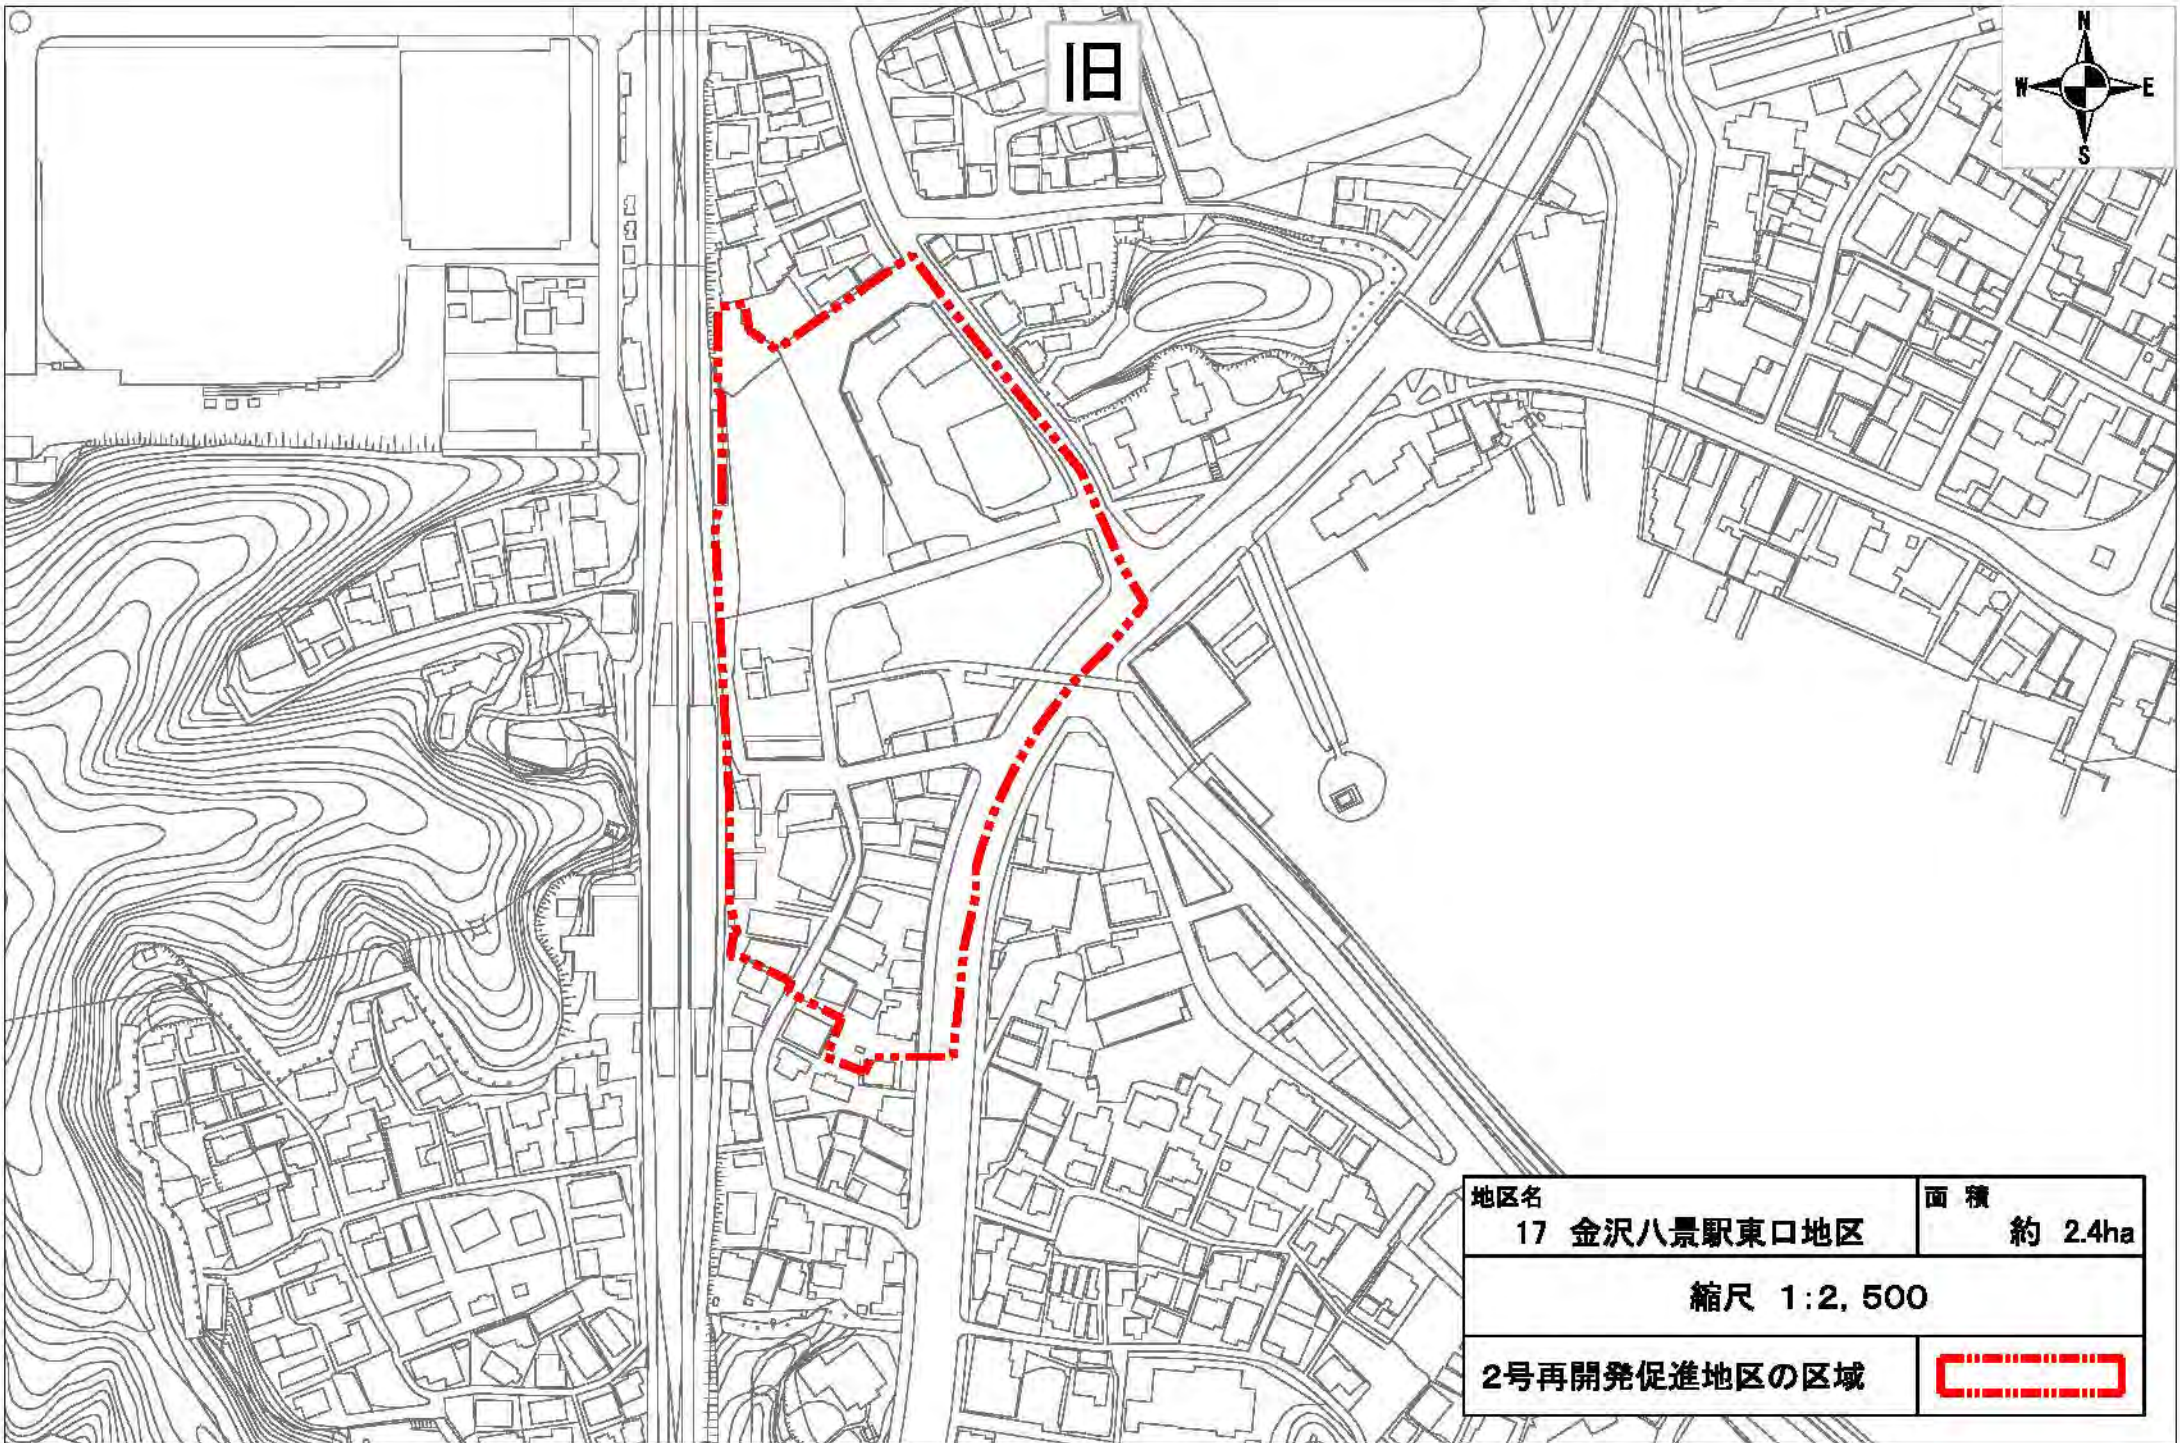 旧
N
W E
S
地区名
17 金沢八景駅東口地区
面 積
約 2.4ha
縮尺 1:2,500
2号再開発促進地区の区域